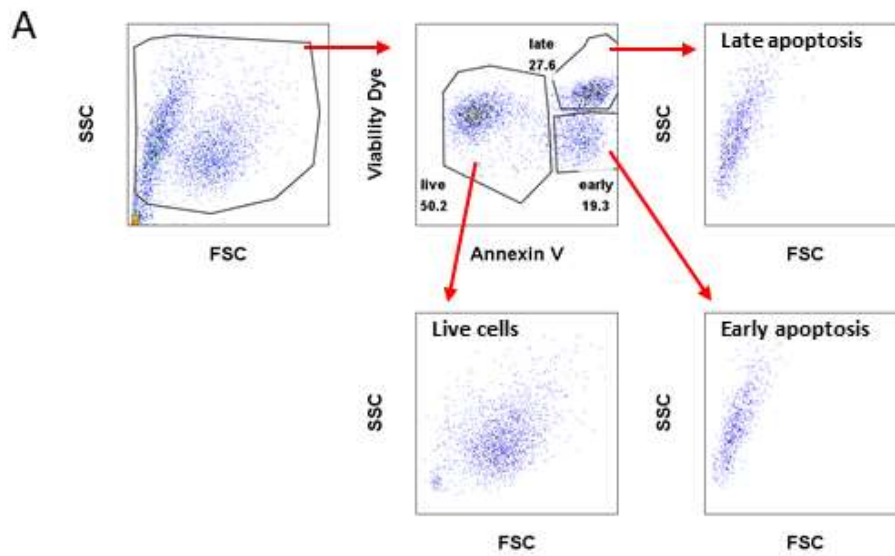 A
SSC
FSC
Viability Dye
late
27.6
live
50.2
early
19.3
Annexin V
Late apoptosis
SSC
FSC
Live cells
SSC
FSC
Early apoptosis
SSC
FSC